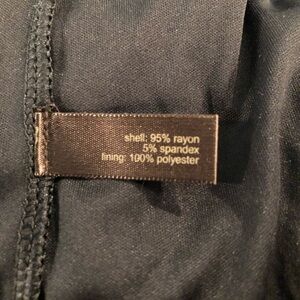 shell: 95% rayon
5% spandex
lining: 100% polyester